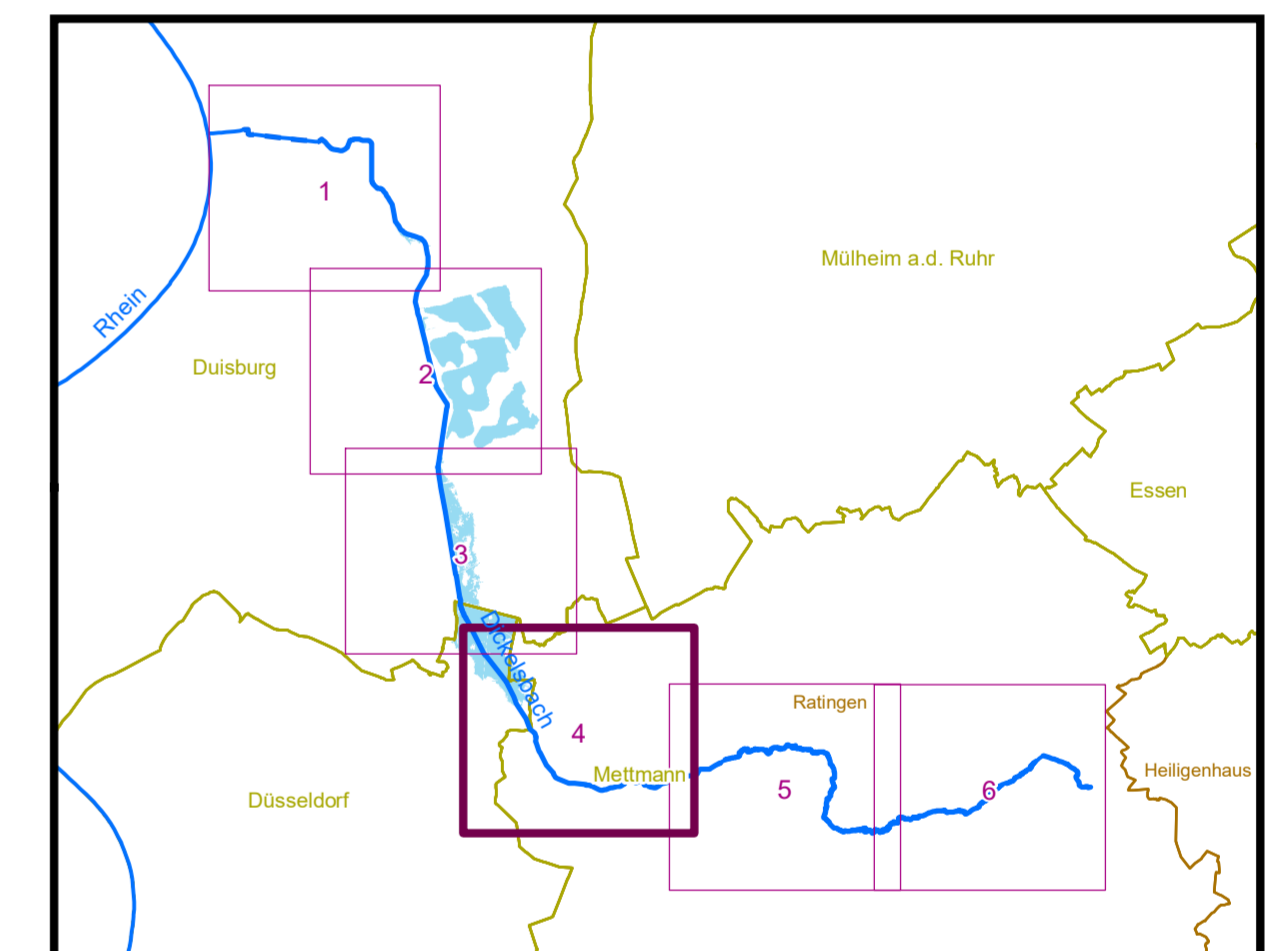 1
Mülheim a.d. Ruhr
Rhein
Duisburg
2
Essen
3
Dickelsbach
Ratingen
4
Mettmann
Heiligenhaus
5
6
Düsseldorf